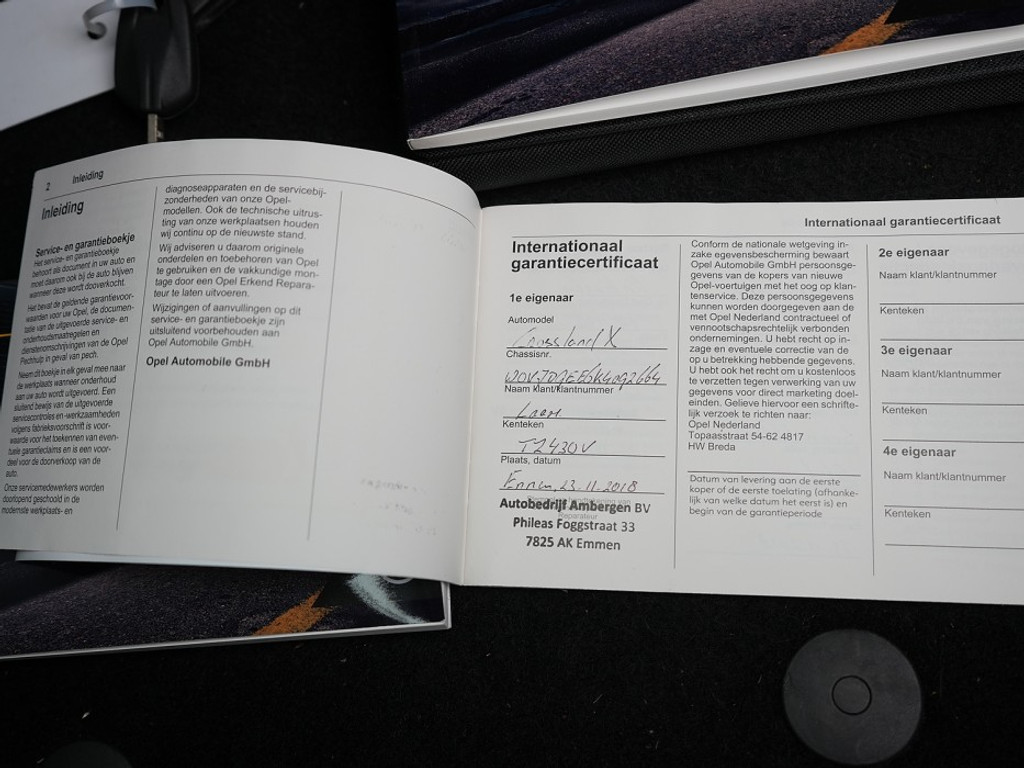 2 Inleiding
Inleiding
Service- en garantieboekje
Het service- en garantieboekje
behoort als document in uw auto en
moet daarom ook bij de auto blijven
wanneer deze wordt doorverkocht.
Het bevat de geldende garantievoor-
waarden voor uw Opel, de documen-
tatie van de uitgevoerde service- en
onderhoudsmaatregelen en de
dienstenomschrijvingen van de Opel
Pechhulp in geval van pech.
Neem dit boekje in elk geval mee naar
de werkplaats wanneer onderhoud
aan uw auto wordt uitgevoerd. Een
sluitend bewijs van de uitgevoerde
servicecontroles en -werkzaamheden
volgens fabrieksvoorschrift is voor-
waarde voor het toekennen van even-
tuele garantieclaims en is een voor-
deel voor de doorverkoop van de
auto.
Onze servicemedewerkers worden
doorlopend geschoold in de
modernste werkplaats- en
diagnoseapparaten en de servicebij-
zonderheden van onze Opel-
modellen. Ook de technische uitrus-
ting van onze werkplaatsen houden
wij continu op de nieuwste stand.
Wij adviseren u daarom originele
onderdelen en toebehoren van Opel
te gebruiken en de vakkundige mon-
tage door een Opel Erkend Repara-
teur te laten uitvoeren.
Wijzigingen of aanvullingen op dit
service- en garantieboekje zijn
uitsluitend voorbehouden aan
Opel Automobile GmbH.
Opel Automobile GmbH
Internationaal garantiecertificaat
Internationaal
garantiecertificaat
1e eigenaar
Automodel
Crossland X
Chassisnr.
W0VJD9EE6K4092664
Naam klant/klantnummer
Kenteken
TZ430V
Plaats, datum
Emmen, 23.11.2018
Autobedrijf Ambergen BV
Phileas Foggstraat 33
7825 AK Emmen
Conform de nationale wetgeving in-
zake egevensbescherming bewaart
Opel Automobile GmbH persoonsge-
gevens van de kopers van nieuwe
Opel-voertuigen met het oog op klan-
tenservice. Deze persoonsgegevens
kunnen worden doorgegeven aan de
met Opel Nederland contractueel of
vennootschapsrechtelijk verbonden
ondernemingen. U hebt recht op in-
zage en eventuele correctie van de
op u betrekking hebbende gegevens.
U hebt ook het recht om u kosteloos
te verzetten tegen verwerking van uw
gegevens voor direct marketing doel-
einden. Gelieve hiervoor een schrifte-
lijk verzoek te richten naar:
Opel Nederland
Topaasstraat 54-62 4817
HW Breda
Datum van levering aan de eerste
koper of de eerste toelating (afhanke-
lijk van welke datum het eerst is) en
begin van de garantieperiode
2e eigenaar
Naam klant/klantnummer
Kenteken
3e eigenaar
Naam klant/klantnummer
Kenteken
4e eigenaar
Naam klant/klantnummer
Kenteken